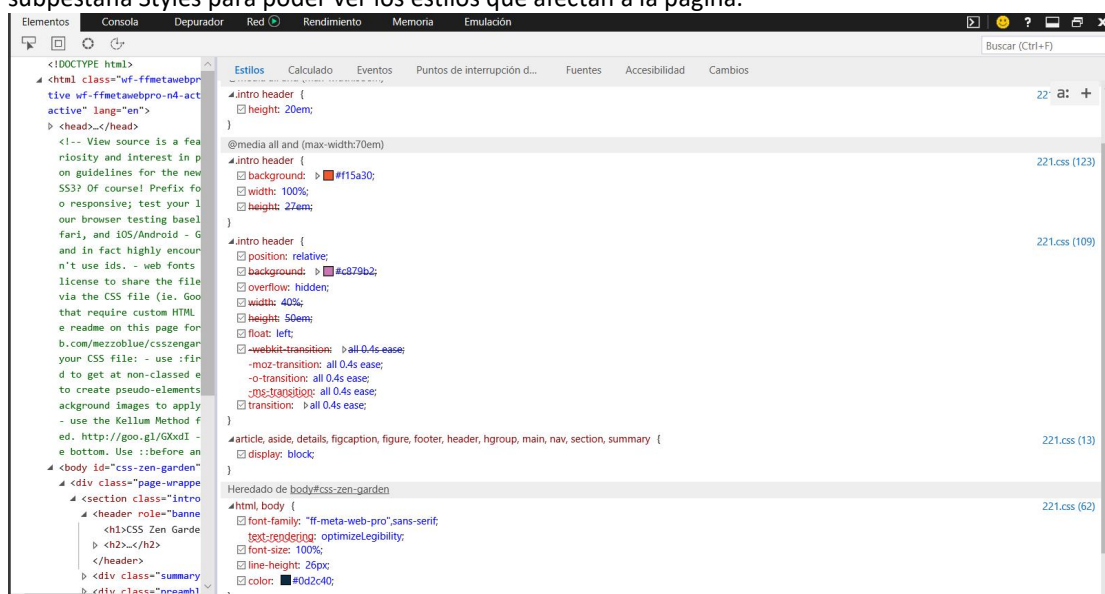 subpestaña Styles para poder ver los estilos que afectan a la página:
Elementos Consola Depurador Red Rendimiento Memoria Emulación ?
Buscar (Ctrl+F)
<!DOCTYPE html>
<html class="wf-ffmetawebpr
tive wf-ffmetawebpro-n4-act
active" lang="en">
<head>…</head>
<!-- View source is a fea
riosity and interest in p
on guidelines for the new
SS3? Of course! Prefix fo
o responsive; test your l
our browser testing basel
fari, and iOS/Android - G
and in fact highly encour
n't use ids. - web fonts
license to share the file
via the CSS file (ie. Goo
that require custom HTML
e readme on this page for
b.com/mezzoblue/csszengar
your CSS file: - use :fir
d to get at non-classed e
to create pseudo-elements
ackground images to apply
- use the Kellum Method f
ed. http://goo.gl/GXxdI -
e bottom. Use ::before an
<body id="css-zen-garden"
<div class="page-wrappe
<section class="intro
<header role="banne
<h1>CSS Zen Garde
<h2>…</h2>
</header>
<div class="summary
<div class="preambl
Estilos Calculado Eventos Puntos de interrupción d... Fuentes Accesibilidad Cambios
.intro header { a: +
height: 20em;
}
@media all and (max-width:70em)
.intro header { 221.css (123)
background: #f15a30;
width: 100%;
height: 27em;
}
.intro header { 221.css (109)
position: relative;
background: #c879b2;
overflow: hidden;
width: 40%;
height: 50em;
float: left;
-webkit-transition: all 0.4s ease;
-moz-transition: all 0.4s ease;
-o-transition: all 0.4s ease;
-ms-transition: all 0.4s ease;
transition: all 0.4s ease;
}
article, aside, details, figcaption, figure, footer, header, hgroup, main, nav, section, summary { 221.css (13)
display: block;
}
Heredado de body#css-zen-garden
html, body { 221.css (62)
font-family: "ff-meta-web-pro",sans-serif;
text-rendering: optimizeLegibility;
font-size: 100%;
line-height: 26px;
color: #0d2c40;